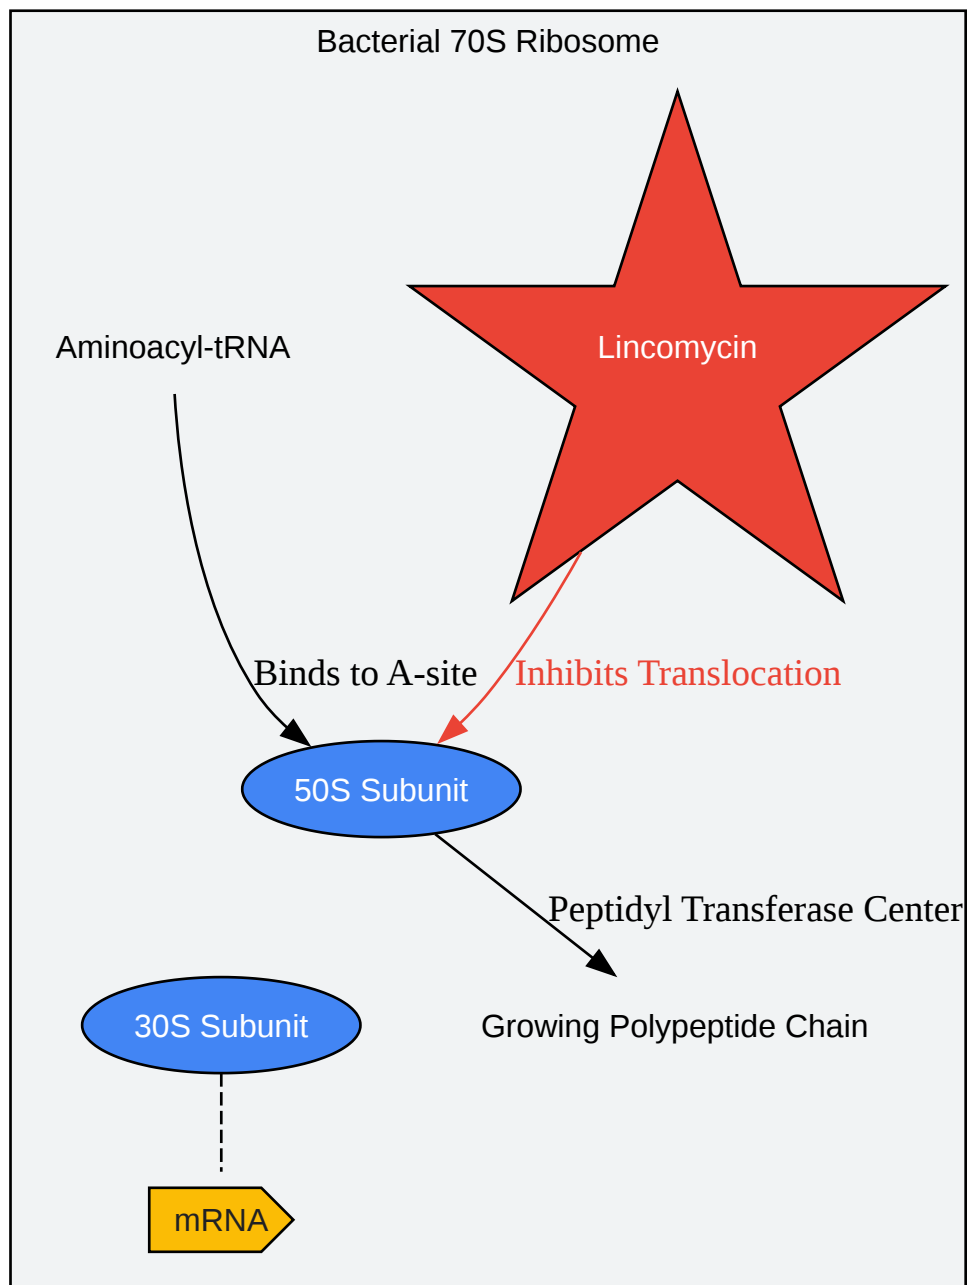 Bacterial 70S Ribosome
Aminoacyl-tRNA
Lincomycin
Binds to A-site
Inhibits Translocation
50S Subunit
Peptidyl Transferase Center
30S Subunit
Growing Polypeptide Chain
mRNA